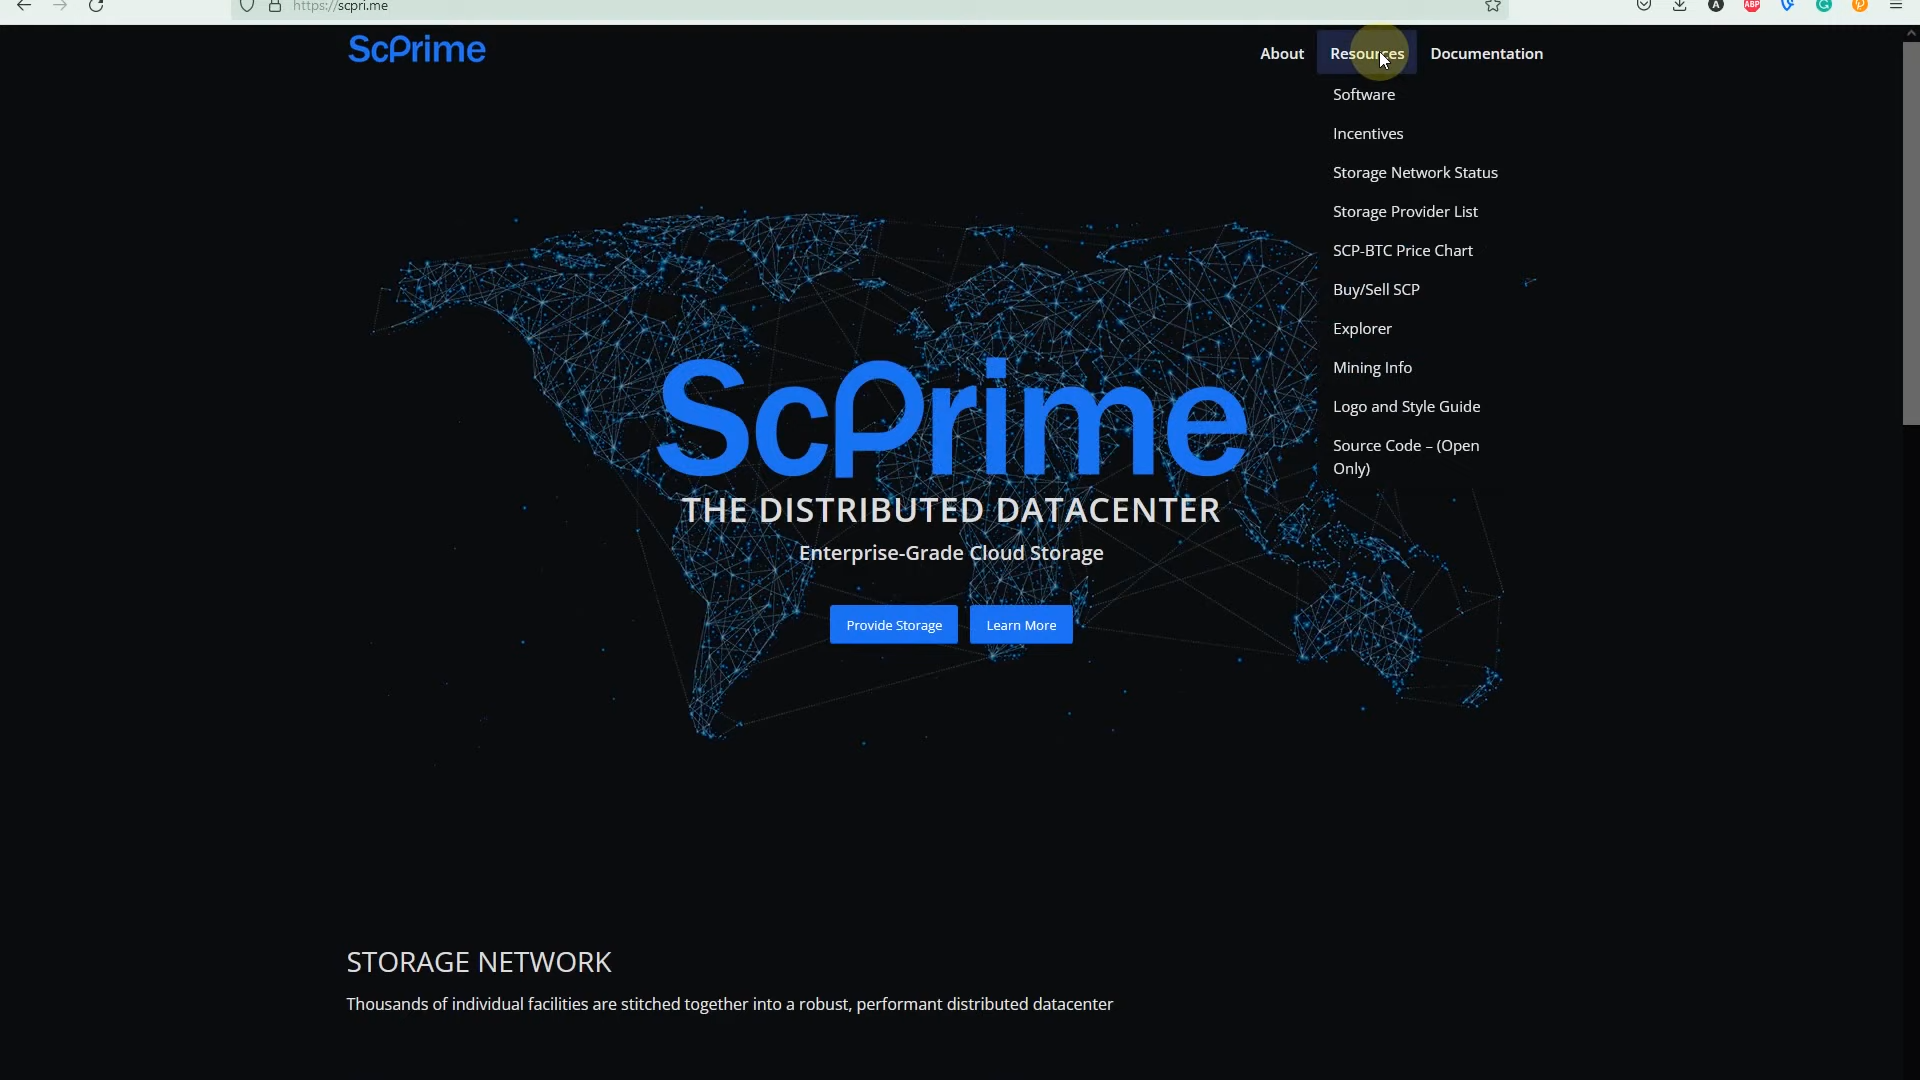 https://scpri.me
ScPrime
About Resources Documentation
Software
Incentives
Storage Network Status
Storage Provider List
SCP-BTC Price Chart
Buy/Sell SCP
Explorer
Mining Info
Logo and Style Guide
Source Code – (Open
Only)
ScPrime
THE DISTRIBUTED DATACENTER
Enterprise-Grade Cloud Storage
Provide Storage Learn More
STORAGE NETWORK
Thousands of individual facilities are stitched together into a robust, performant distributed datacenter
A
ABP